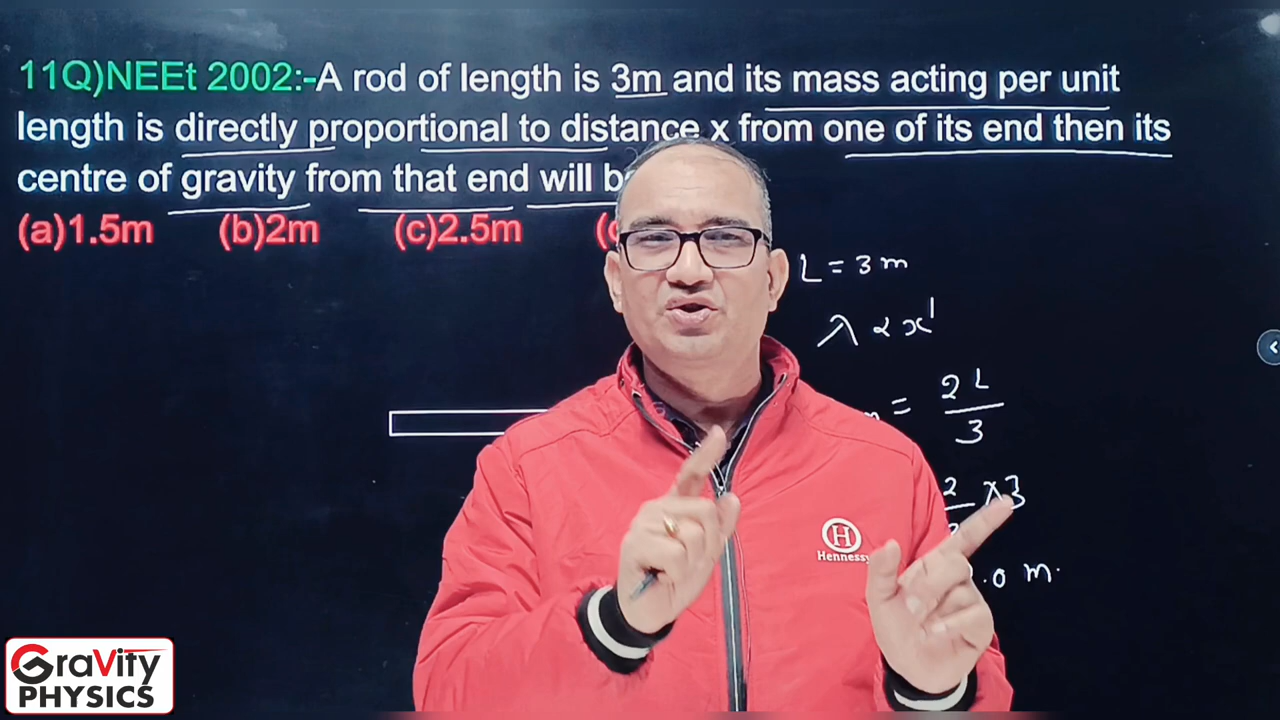 11Q)NEEt 2002:-A rod of length is 3m and its mass acting per unit
length is directly proportional to distance x from one of its end then its
centre of gravity from that end will
(a)1.5m (b)2m (c)2.5m
L = 3 m
λ ∝ x¹
= 2L
3
2 × 3
.0 m.
H
Hennessy
GraVity
PHYSICS